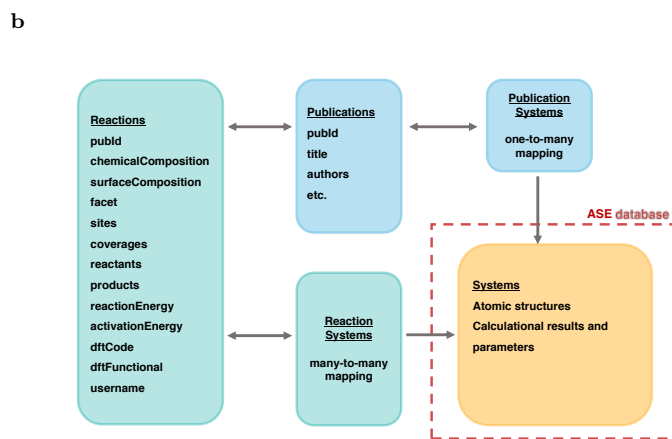 b
Reactions
pubId
chemicalComposition
surfaceComposition
facet
sites
coverages
reactants
products
reactionEnergy
activationEnergy
dftCode
dftFunctional
username
Publications
pubId
title
authors
etc.
Publication
Systems
one-to-many
mapping
Reaction
Systems
many-to-many
mapping
ASE database
Systems
Atomic structures
Calculational results and
parameters